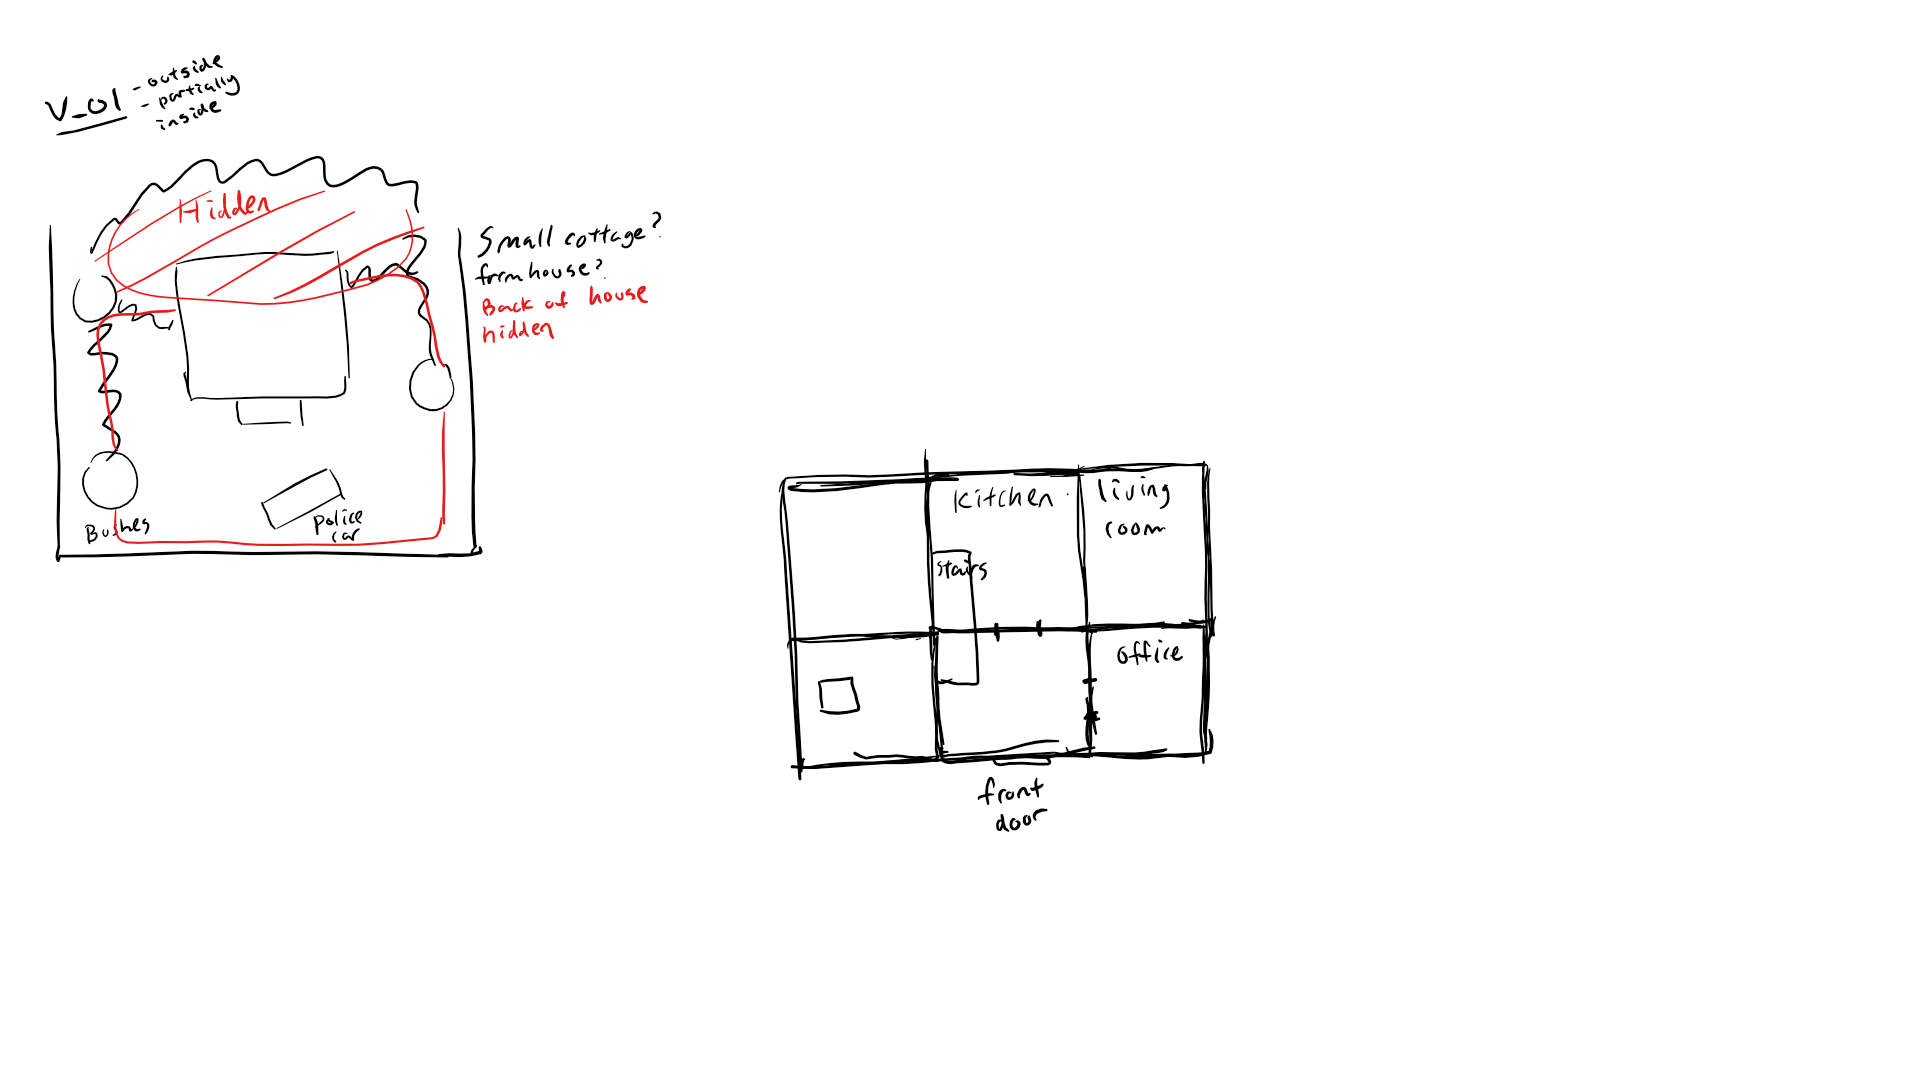 V_01
- outside
- partially
inside
Hidden
Small cottage?
farmhouse?
Back of house
hidden
Bushes
Police
car
Kitchen
living
room
stairs
office
front
door